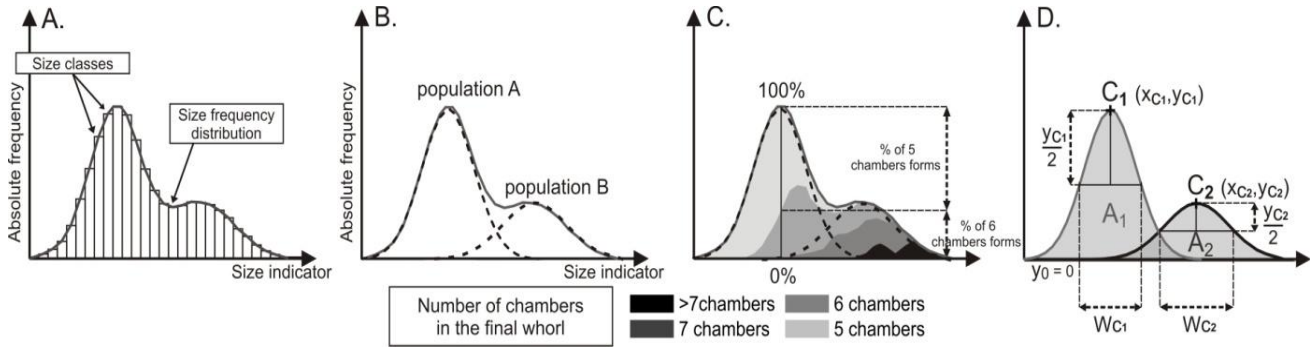 A.
Absolute frequency
Size classes
Size frequency
distribution
Size indicator
B.
Absolute frequency
population A
population B
Size indicator
C.
100%
% of 5
chambers forms
% of 6
chambers forms
0%
D.
C1 (xC1,yC1)
yC1
2
C2 (xC2,yC2)
yC2
2
A1
A2
y0 = 0
WC1
WC2
Number of chambers
in the final whorl
>7chambers
6 chambers
7 chambers
5 chambers